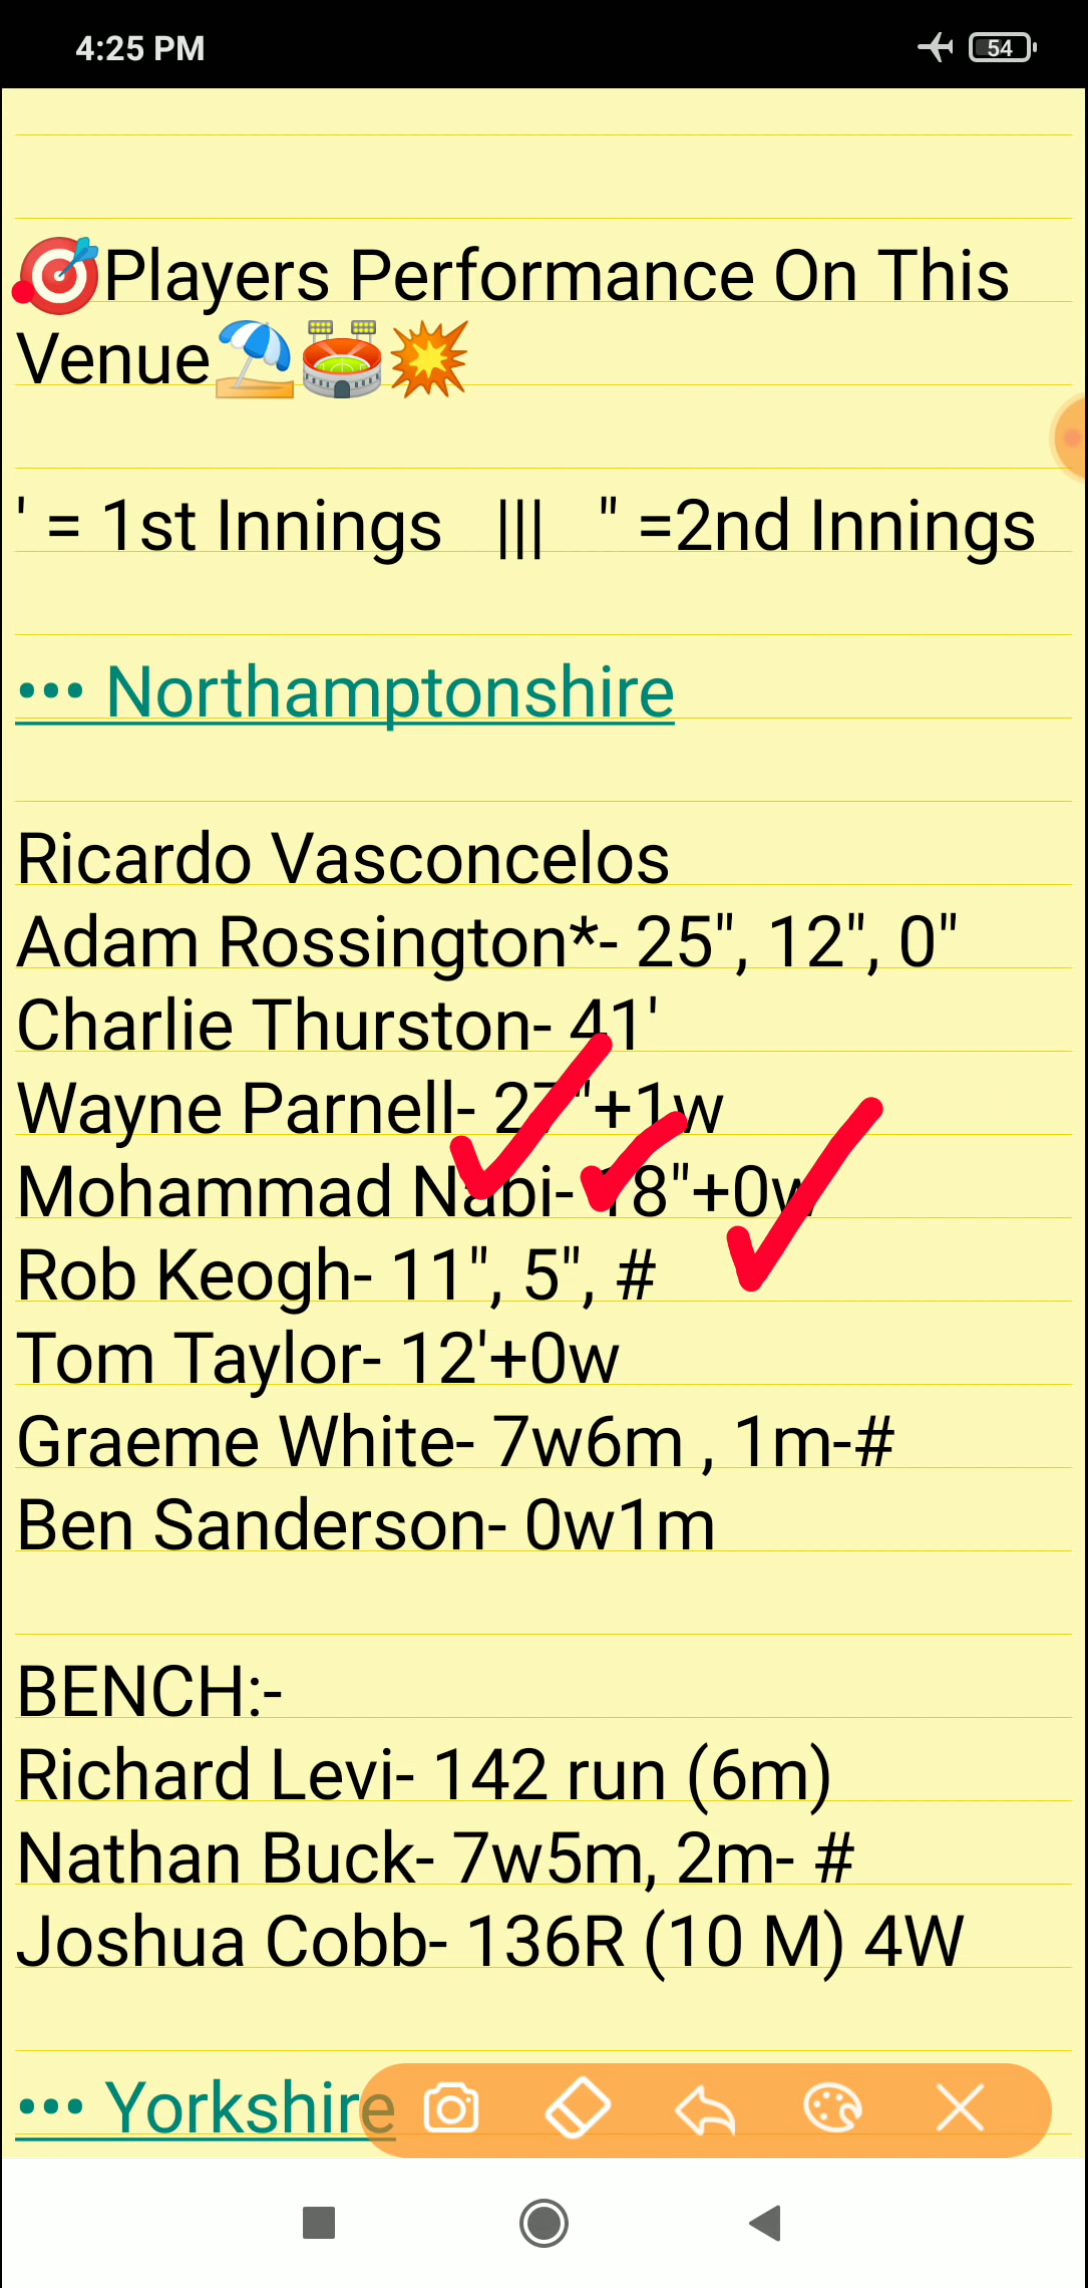 4:25 PM 54
🎯Players Performance On This
Venue⛱🏟💥
' = 1st Innings ||| " =2nd Innings
••• Northamptonshire
Ricardo Vasconcelos
Adam Rossington*- 25", 12", 0"
Charlie Thurston- 41'
Wayne Parnell- 27"+1w
Mohammad Nabi- 18"+0w
Rob Keogh- 11", 5", #
Tom Taylor- 12'+0w
Graeme White- 7w6m , 1m-#
Ben Sanderson- 0w1m
BENCH:-
Richard Levi- 142 run (6m)
Nathan Buck- 7w5m, 2m- #
Joshua Cobb- 136R (10 M) 4W
••• Yorkshire